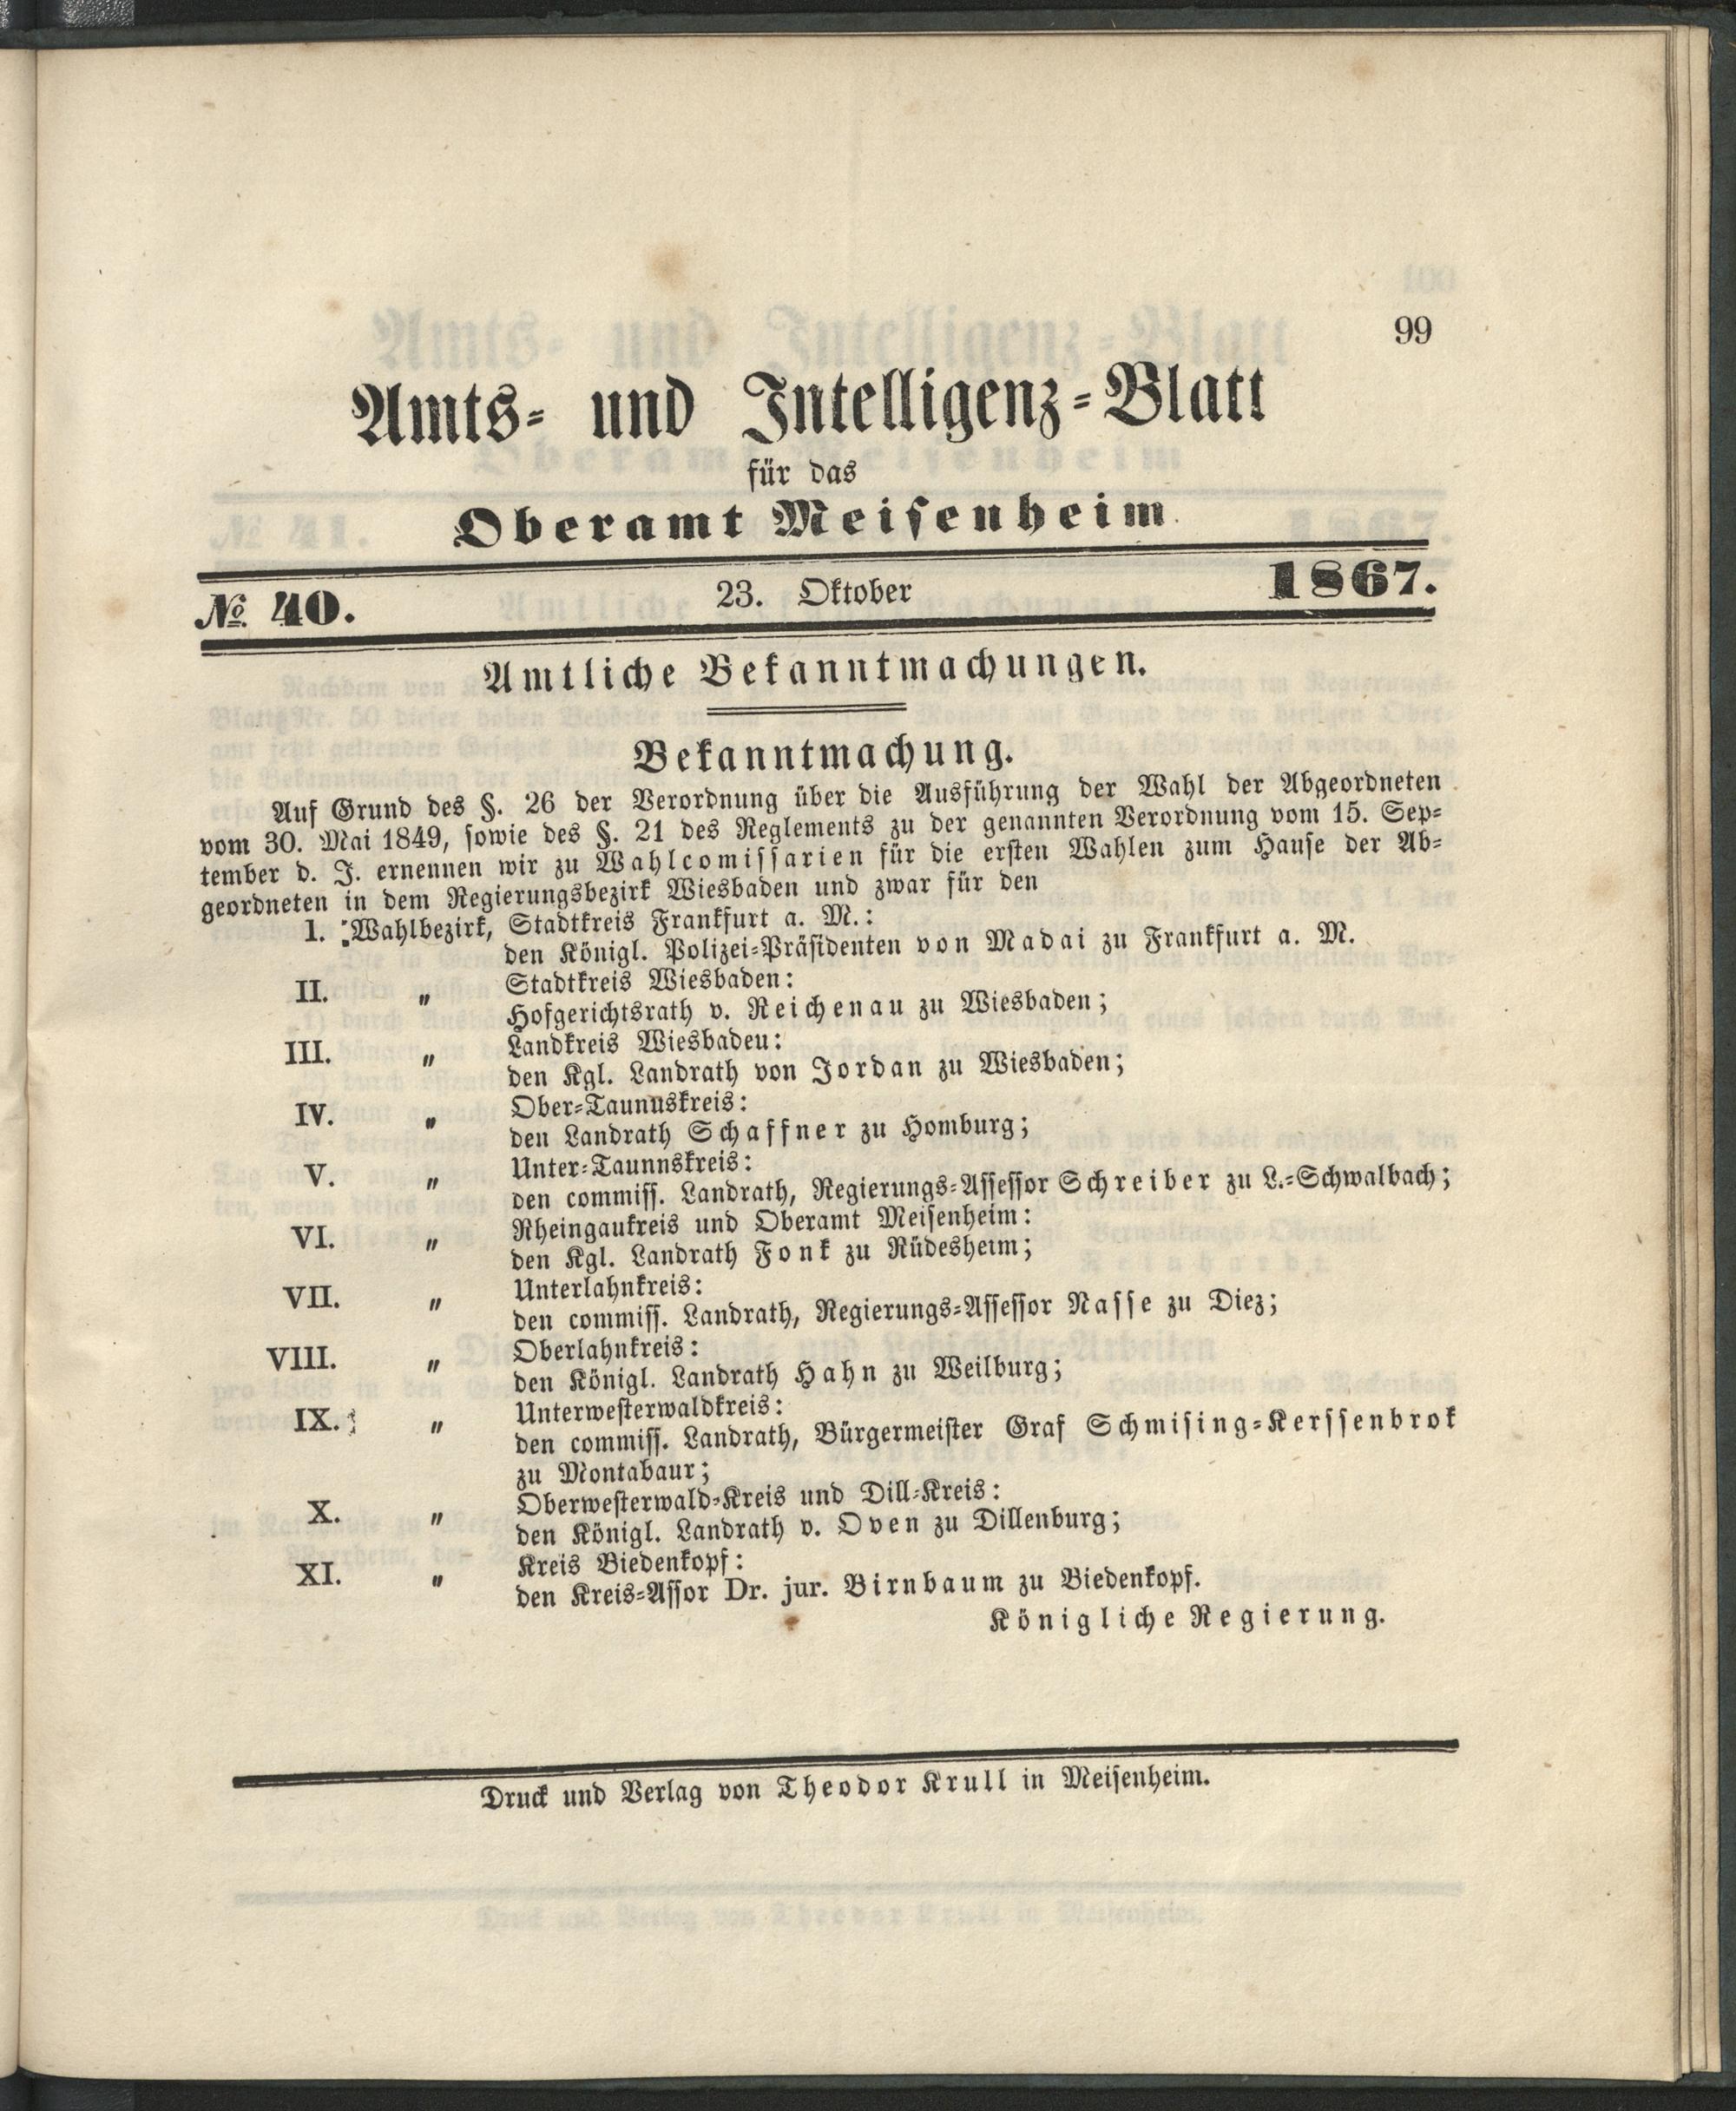 99
Amts- und Intelligenz-Blatt
für das
Oberamt Meisenheim
№ 40. 23. Oktober 1867.
Amtliche Bekanntmachungen.
Bekanntmachung.
Auf Grund des §. 26 der Verordnung über die Ausführung der Wahl der Abgeordneten
vom 30. Mai 1849, sowie des §. 21 des Reglements zu der genannten Verordnung vom 15. Sep-
tember d. J. ernennen wir zu Wahlcomissarien für die ersten Wahlen zum Hause der Ab-
geordneten in dem Regierungsbezirk Wiesbaden und zwar für den
I. Wahlbezirk, Stadtkreis Frankfurt a. M.:
den Königl. Polizei-Präsidenten von Madai zu Frankfurt a. M.
II. „ Stadtkreis Wiesbaden:
Hofgerichtsrath v. Reichenau zu Wiesbaden;
III. „ Landkreis Wiesbadeu:
den Kgl. Landrath von Jordan zu Wiesbaden;
IV. „ Ober-Taunuskreis:
den Landrath Schaffner zu Homburg;
V. „ Unter-Taunnskreis:
den commiss. Landrath, Regierungs-Assessor Schreiber zu L.-Schwalbach;
VI. „ Rheingaukreis und Oberamt Meisenheim:
den Kgl. Landrath Fonk zu Rüdesheim;
VII. „ Unterlahnkreis:
den commiss. Landrath, Regierungs-Assessor Nasse zu Diez;
VIII. „ Oberlahnkreis:
den Königl. Landrath Hahn zu Weilburg;
IX. „ Unterwesterwaldkreis:
den commiss. Landrath, Bürgermeister Graf Schmising-Kerssenbrok
zu Montabaur;
X. „ Oberwesterwald-Kreis und Dill-Kreis:
den Königl. Landrath v. Oven zu Dillenburg;
XI. „ Kreis Biedenkopf:
den Kreis-Assor Dr. jur. Birnbaum zu Biedenkopf.
Königliche Regierung.
Druck und Verlag von Theodor Krull in Meisenheim.